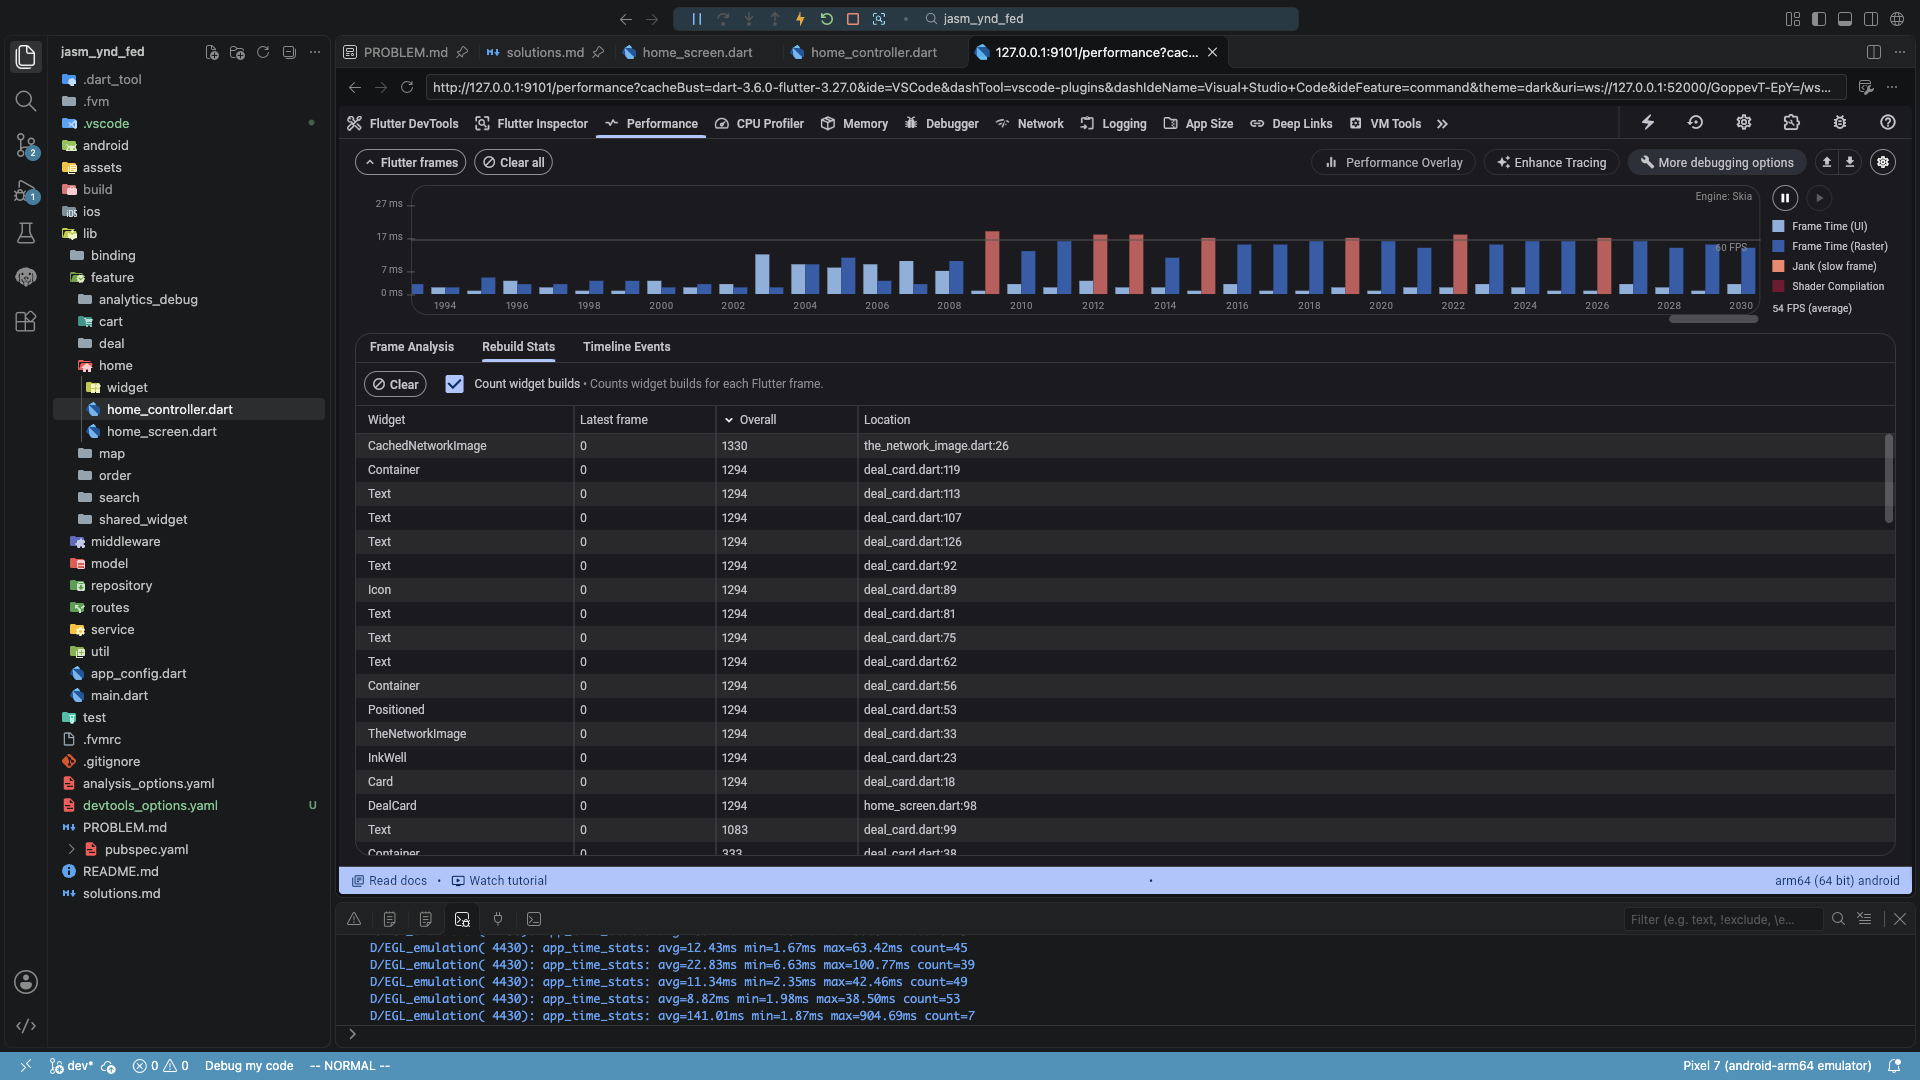 jasm_ynd_fed
jasm_ynd_fed
PROBLEM.md
solutions.md
home_screen.dart
home_controller.dart
127.0.0.1:9101/performance?cac...
http://127.0.0.1:9101/performance?cacheBust=dart-3.6.0-flutter-3.27.0&ide=VSCode&dashTool=vscode-plugins&dashIdeName=Visual+Studio+Code&ideFeature=command&theme=dark&uri=ws://127.0.0.1:52000/GoppevT-EpY=/ws...
.dart_tool
.fvm
.vscode
android
assets
build
ios
lib
binding
feature
analytics_debug
cart
deal
home
widget
home_controller.dart
home_screen.dart
map
order
search
shared_widget
middleware
model
repository
routes
service
util
app_config.dart
main.dart
test
.fvmrc
.gitignore
analysis_options.yaml
devtools_options.yaml U
PROBLEM.md
pubspec.yaml
README.md
solutions.md
2
1
Flutter DevTools Flutter Inspector Performance CPU Profiler Memory Debugger Network Logging App Size Deep Links VM Tools
Flutter frames Clear all Performance Overlay Enhance Tracing More debugging options
Engine: Skia
27 ms
17 ms
7 ms
0 ms
60 FPS
1994 1996 1998 2000 2002 2004 2006 2008 2010 2012 2014 2016 2018 2020 2022 2024 2026 2028 2030
Frame Time (UI)
Frame Time (Raster)
Jank (slow frame)
Shader Compilation
54 FPS (average)
Frame Analysis Rebuild Stats Timeline Events
Clear Count widget builds • Counts widget builds for each Flutter frame.
Widget Latest frame Overall Location
CachedNetworkImage 0 1330 the_network_image.dart:26
Container 0 1294 deal_card.dart:119
Text 0 1294 deal_card.dart:113
Text 0 1294 deal_card.dart:107
Text 0 1294 deal_card.dart:126
Text 0 1294 deal_card.dart:92
Icon 0 1294 deal_card.dart:89
Text 0 1294 deal_card.dart:81
Text 0 1294 deal_card.dart:75
Text 0 1294 deal_card.dart:62
Container 0 1294 deal_card.dart:56
Positioned 0 1294 deal_card.dart:53
TheNetworkImage 0 1294 deal_card.dart:33
InkWell 0 1294 deal_card.dart:23
Card 0 1294 deal_card.dart:18
DealCard 0 1294 home_screen.dart:98
Text 0 1083 deal_card.dart:99
Container 0 333 deal_card.dart:38
Read docs • Watch tutorial • arm64 (64 bit) android
Filter (e.g. text, !exclude, \e...
D/EGL_emulation( 4430): app_time_stats: avg=12.43ms min=1.67ms max=63.42ms count=45
D/EGL_emulation( 4430): app_time_stats: avg=22.83ms min=6.63ms max=100.77ms count=39
D/EGL_emulation( 4430): app_time_stats: avg=11.34ms min=2.35ms max=42.46ms count=49
D/EGL_emulation( 4430): app_time_stats: avg=8.82ms min=1.98ms max=38.50ms count=53
D/EGL_emulation( 4430): app_time_stats: avg=141.01ms min=1.87ms max=904.69ms count=7
dev* 0 0 Debug my code -- NORMAL -- Pixel 7 (android-arm64 emulator)